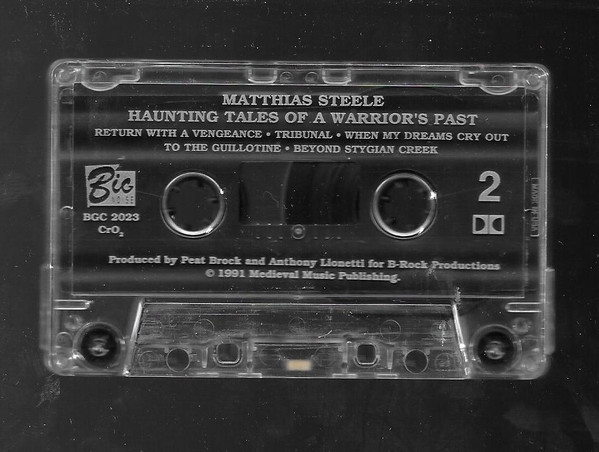 MATTHIAS STEELE
HAUNTING TALES OF A WARRIOR'S PAST
RETURN WITH A VENGEANCE • TRIBUNAL • WHEN MY DREAMS CRY OUT
TO THE GUILLOTINE • BEYOND STYGIAN CREEK
BIG
NOISE
2
BGC 2023
CrO₂
Produced by Peat Brock and Anthony Lionetti for B-Rock Productions
© 1991 Medieval Music Publishing.